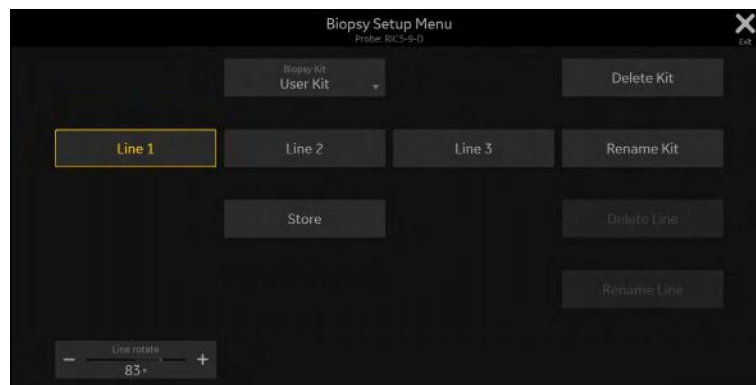 Biopsy Setup Menu
Probe: RIC5-9-D
Exit
Biopsy Kit
User Kit
Delete Kit
Line 1
Line 2
Line 3
Rename Kit
Store
Delete Line
Rename Line
Line rotate
− +
83°